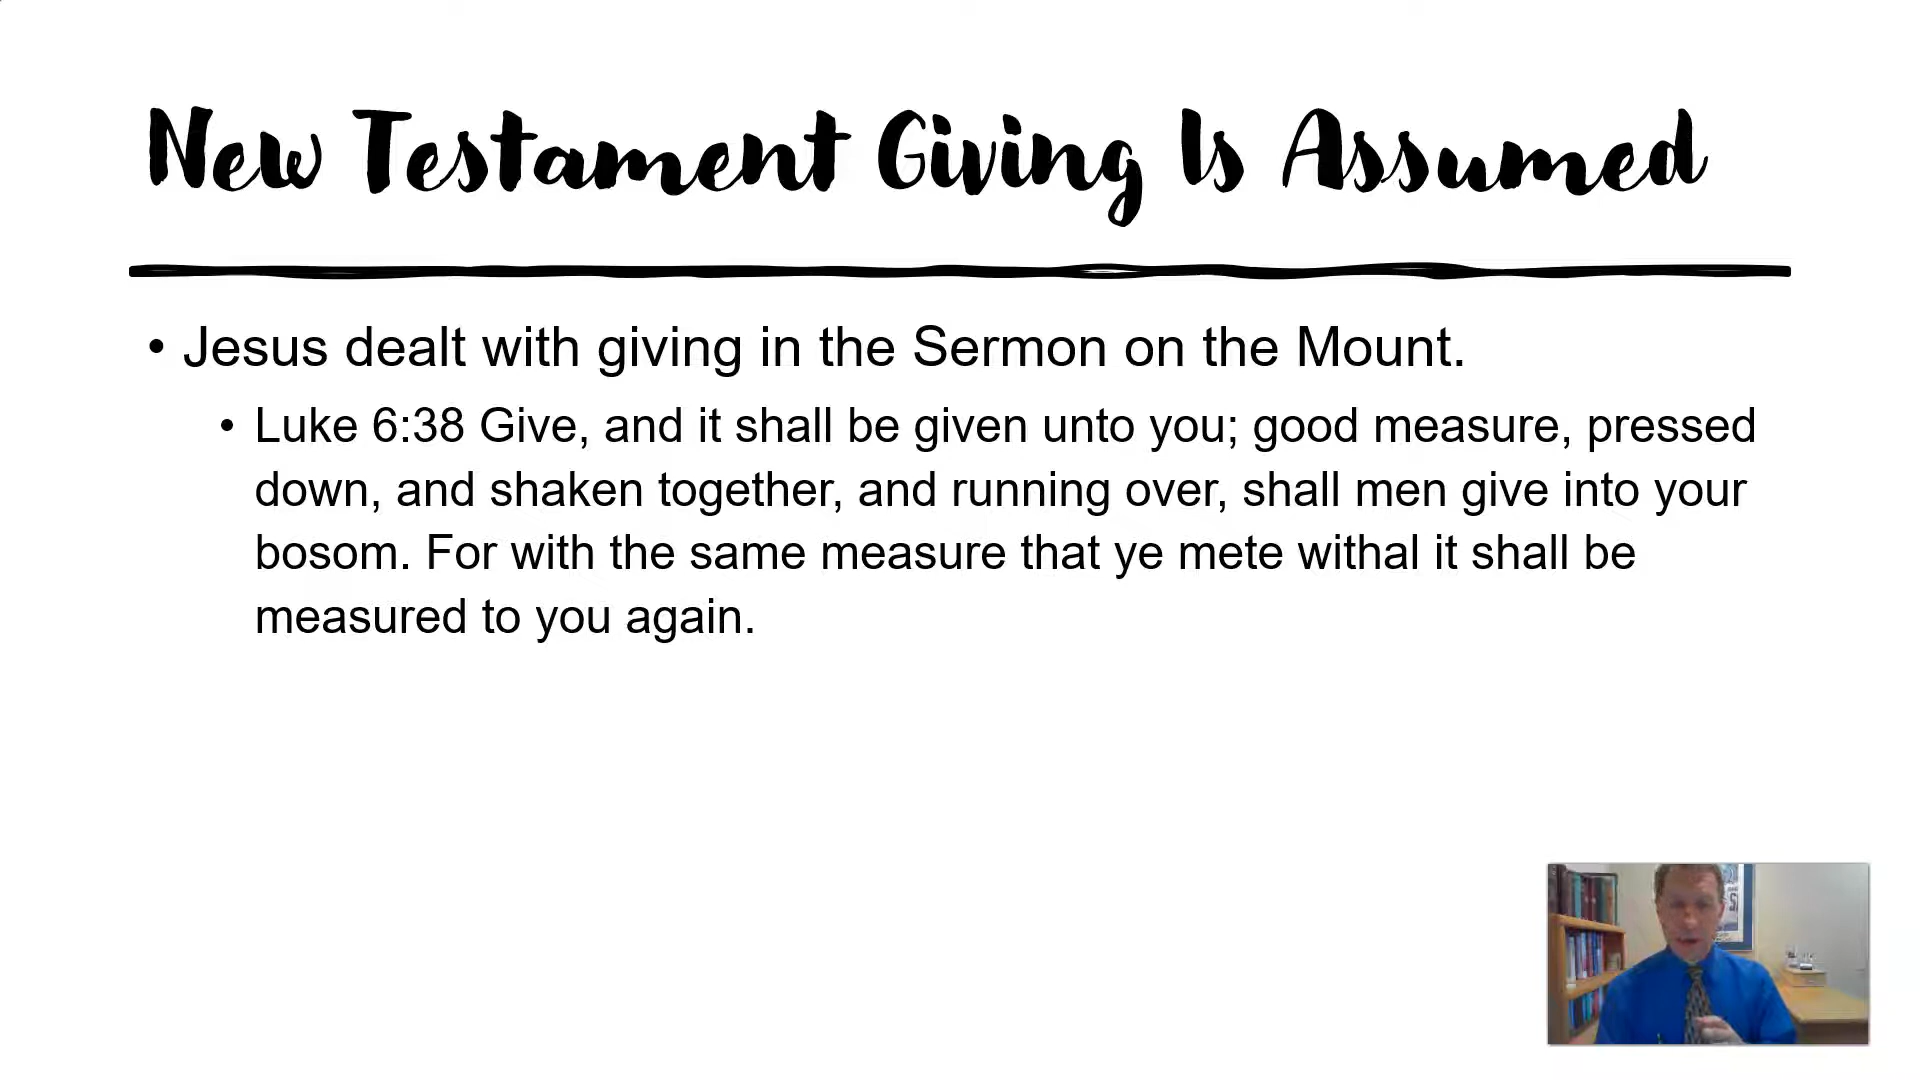 New Testament Giving Is Assumed
• Jesus dealt with giving in the Sermon on the Mount.
• Luke 6:38 Give, and it shall be given unto you; good measure, pressed
down, and shaken together, and running over, shall men give into your
bosom. For with the same measure that ye mete withal it shall be
measured to you again.